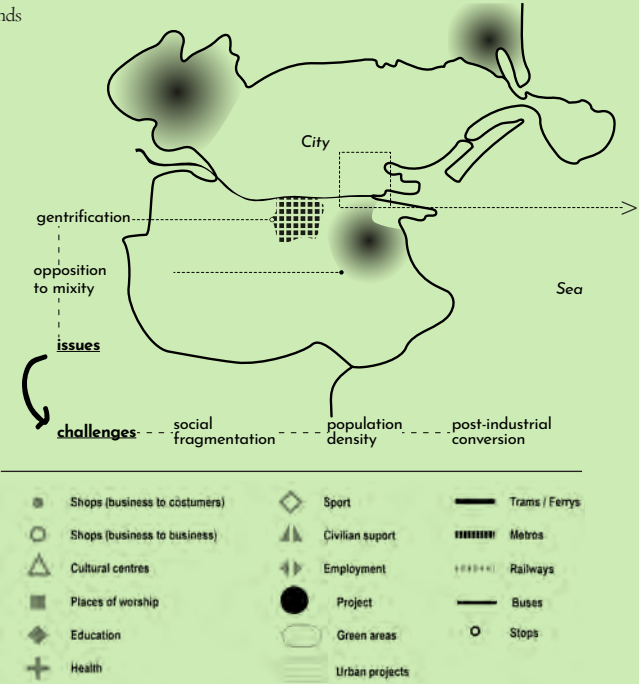 nds
City
gentrification
opposition
to mixity
Sea
issues
challenges
social
fragmentation
population
density
post-industrial
conversion
Shops (business to costumers)
Shops (business to business)
Cultural centres
Places of worship
Education
Health
Sport
Civilian suport
Employment
Project
Green areas
Urban projects
Trams / Ferrys
Metros
Railways
Buses
Stops